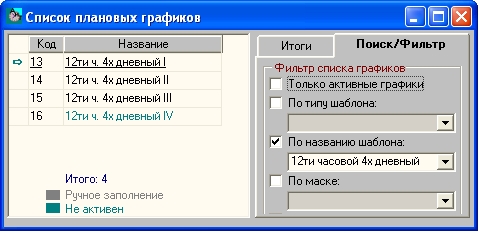 Список плановых графиков
Код Название
13 12ти ч. 4х дневный I
14 12ти ч. 4х дневный II
15 12ти ч. 4х дневный III
16 12ти ч. 4х дневный IV
Итого: 4
Ручное заполнение
Не активен
Итоги Поиск/Фильтр
Фильтр списка графиков
Только активные графики
По типу шаблона:
По названию шаблона:
12ти часовой 4х дневный
По маске: